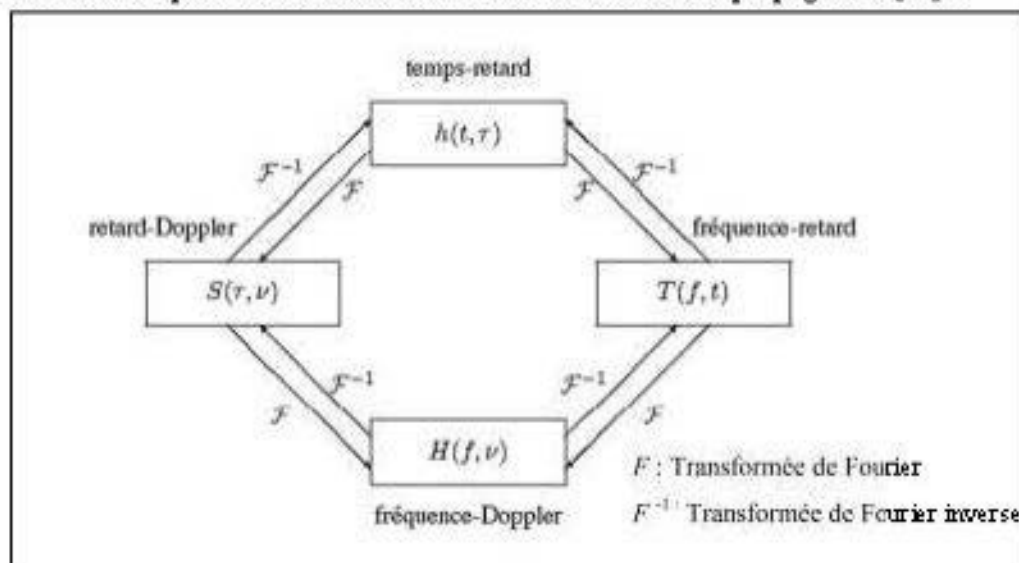 temps-retard
h(t,τ)
ℱ⁻¹
ℱ
ℱ⁻¹
ℱ
retard-Doppler
S(τ,ν)
fréquence-retard
T(f,t)
ℱ⁻¹
ℱ
ℱ⁻¹
ℱ
H(f,ν)
fréquence-Doppler
F : Transformée de Fourier
F⁻¹ : Transformée de Fourier inverse